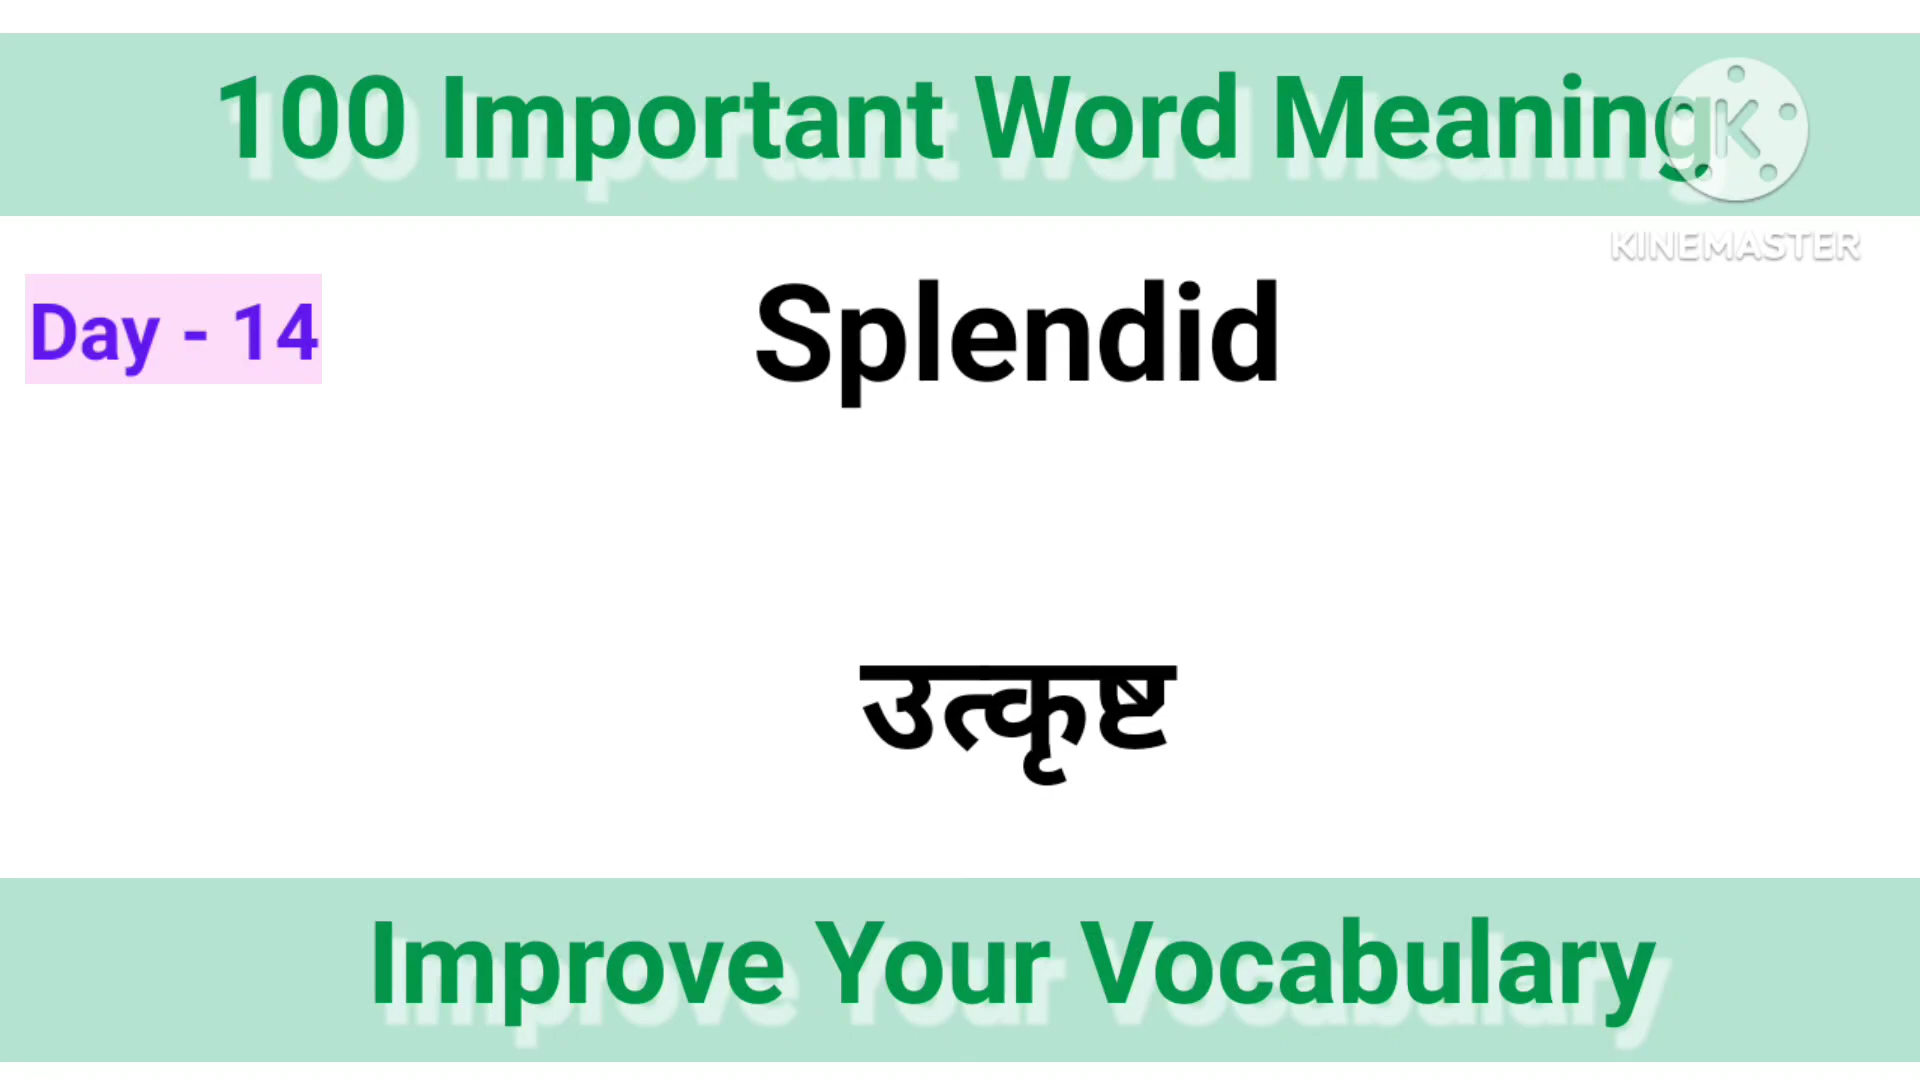 100 Important Word Meaning
K
KINEMASTER
Day - 14
Splendid
उत्कृष्ट
Improve Your Vocabulary